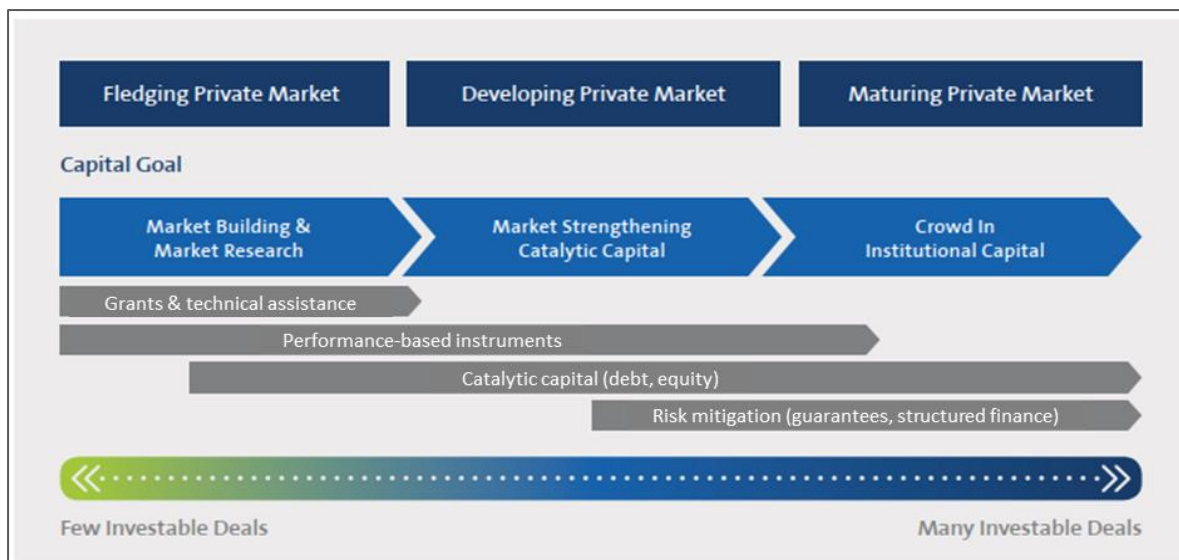 Fledging Private Market
Developing Private Market
Maturing Private Market
Capital Goal
Market Building &
Market Research
Market Strengthening
Catalytic Capital
Crowd In
Institutional Capital
Grants & technical assistance
Performance-based instruments
Catalytic capital (debt, equity)
Risk mitigation (guarantees, structured finance)
Few Investable Deals
Many Investable Deals